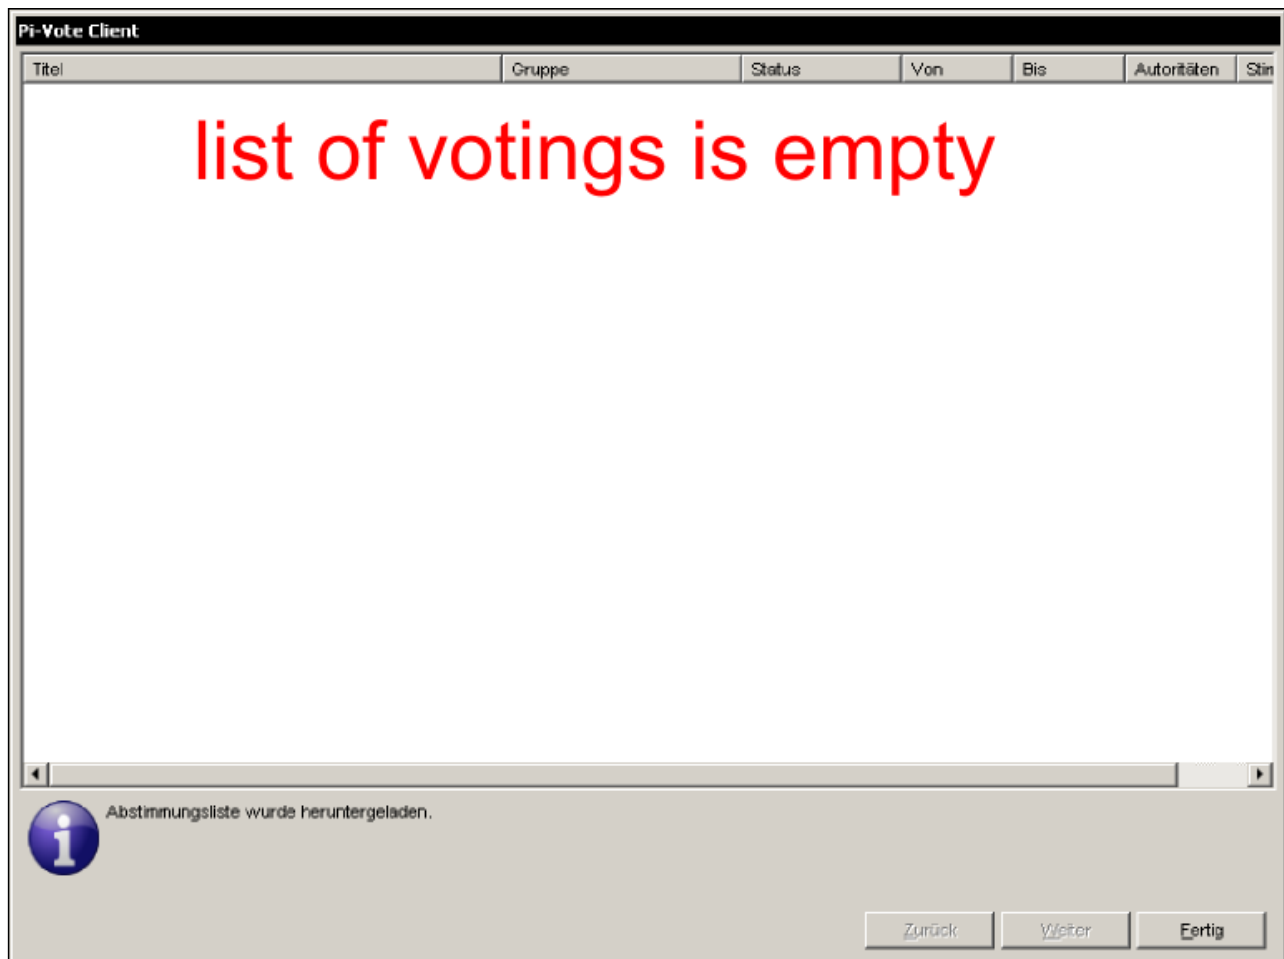 Pi-Vote Client
Titel Gruppe Status Von Bis Autoritäten Stin
list of votings is empty
Abstimmungsliste wurde heruntergeladen.
Zurück Weiter Fertig